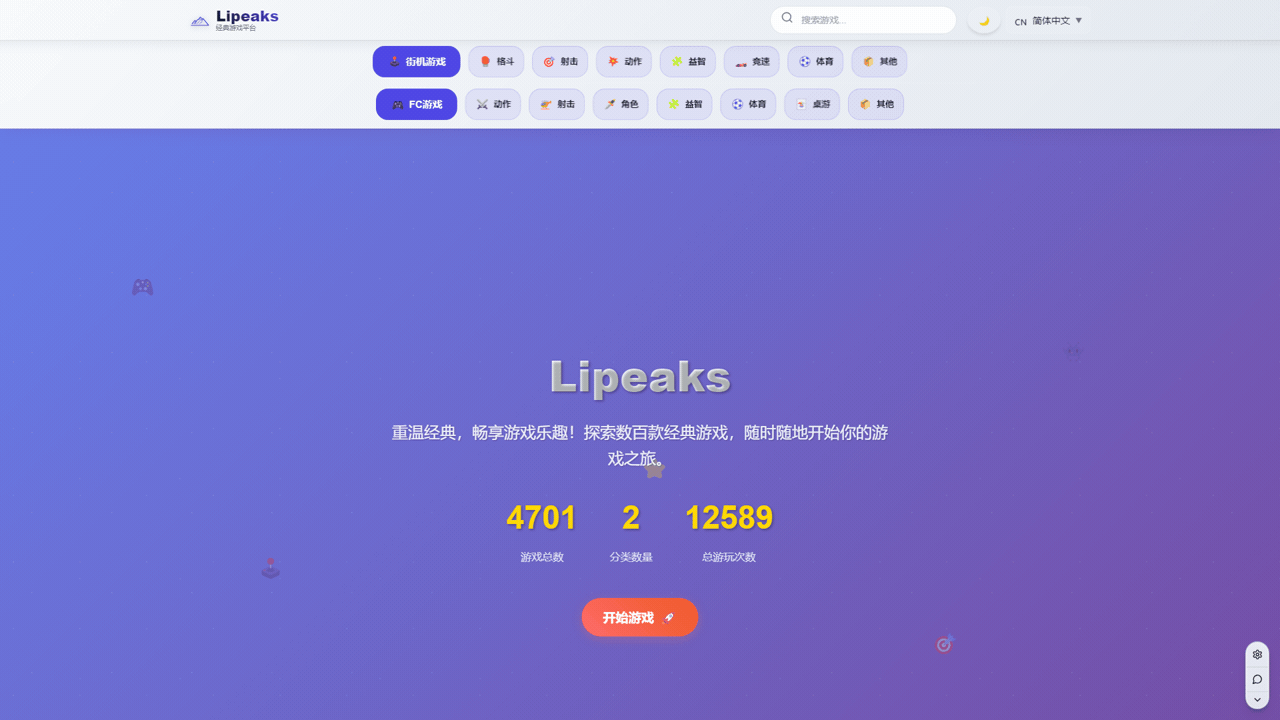 Lipeaks
经典游戏平台
搜索游戏...
CN 简体中文 ▼
街机游戏 格斗 射击 动作 益智 竞速 体育 其他
FC游戏 动作 射击 角色 益智 体育 桌游 其他
Lipeaks
重温经典，畅享游戏乐趣！探索数百款经典游戏，随时随地开始你的游
戏之旅。
4701 2 12589
游戏总数 分类数量 总游玩次数
开始游戏